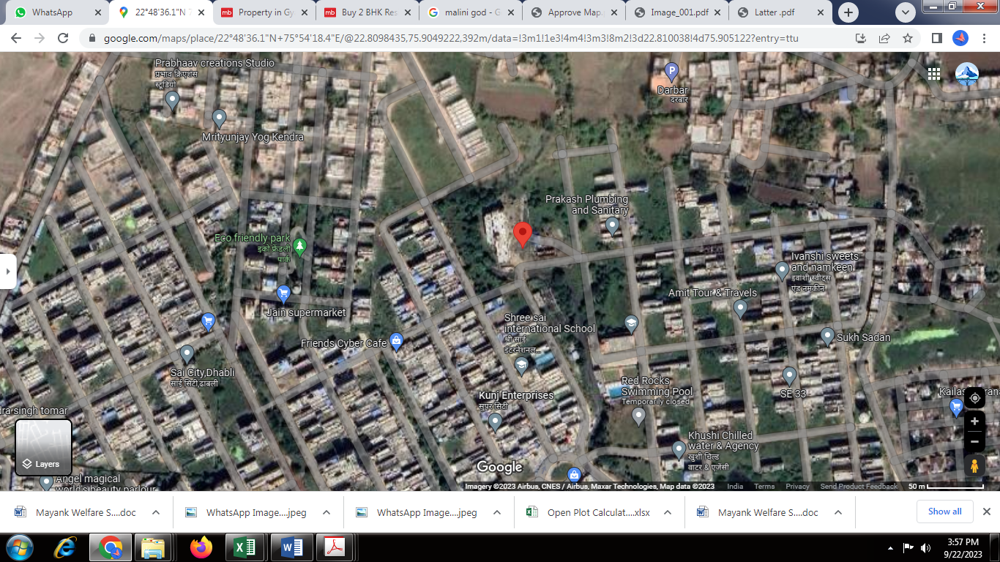 WhatsApp
22°48'36.1"N 7
Property in Gy
Buy 2 BHK Res
malini god - G
Approve Map.
Image_001.pdf
Latter .pdf
google.com/maps/place/22°48'36.1"N+75°54'18.4"E/@22.8098435,75.9049222,392m/data=!3m1!1e3!4m4!3m3!8m2!3d22.810038!4d75.905122?entry=ttu
Prabhaav creations Studio
प्रभाव क्रिएशंस
स्टूडियो
Mrityunjay Yog Kendra
Darbar
दरबार
Prakash Plumbing
and Sanitary
Eco friendly park
इको फ्रेंडली
पार्क
Jain supermarket
Ivanshi sweets
and namkeen
इवांशी स्वीट्स
एंड नमकीन
Amit Tour & Travels
Shree sai
international School
श्री साईं
इंटरनेशनल...
Friends Cyber Cafe
Sukh Sadan
Sai City,Dhabli
साई सिटी,ढाबली
Red Rocks
Swimming Pool
Temporarily closed
Kunj Enterprises
सुपर सिटी
SE 33
dra singh tomar
Khushi Chilled
water & Agency
खुशी चिल्ड
वाटर & एजेंसी
Layers
Angel magical
world's beauty parlour
Google
Imagery ©2023 Airbus, CNES / Airbus, Maxar Technologies, Map data ©2023
India
Terms
Privacy
Send Product Feedback
50 m
Mayank Welfare S....doc
WhatsApp Image....jpeg
WhatsApp Image....jpeg
Open Plot Calculat....xlsx
Mayank Welfare S....doc
Show all
3:57 PM
9/22/2023